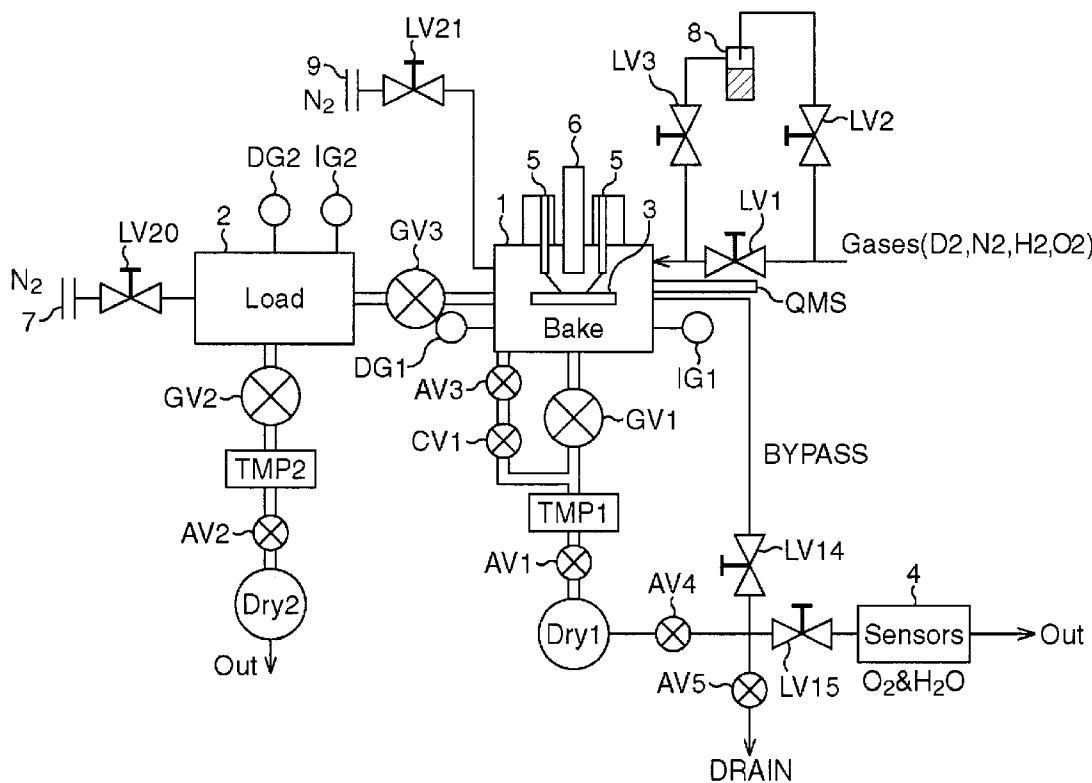 LV21
8
LV3
9
N2
LV2
6
DG2
IG2
5
5
LV20
2
GV3
1
3
LV1
Gases(D2,N2,H2,O2)
N2
7
Load
QMS
Bake
DG1
IG1
AV3
GV2
GV1
CV1
BYPASS
TMP2
TMP1
AV2
AV1
LV14
AV4
4
Dry2
Dry1
Sensors
Out
Out
AV5
LV15
O2&H2O
DRAIN